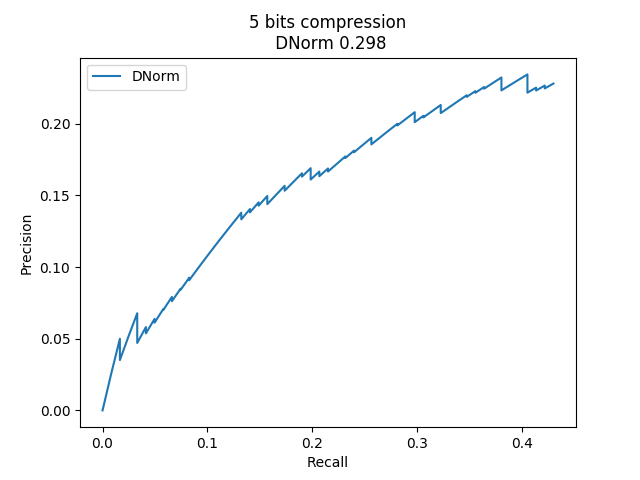 5 bits compression
DNorm 0.298
DNorm
Precision
0.20
0.15
0.10
0.05
0.00
0.0 0.1 0.2 0.3 0.4
Recall